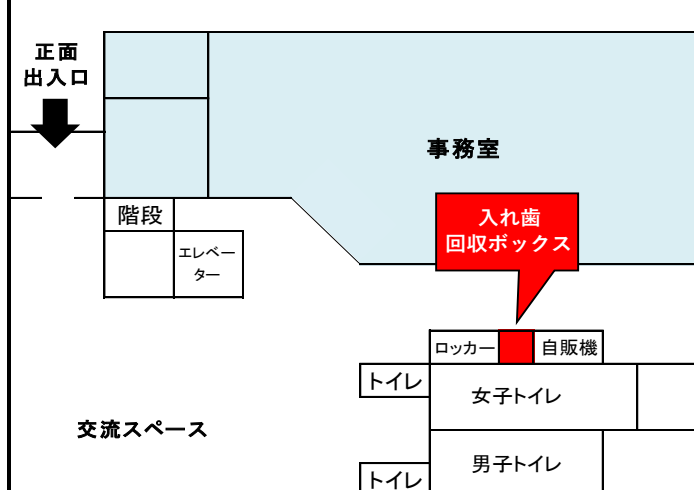 正面
出入口
事務室
階段
エレベー
ター
入れ歯
回収ボックス
ロッカー
自販機
トイレ
女子トイレ
交流スペース
男子トイレ
トイレ